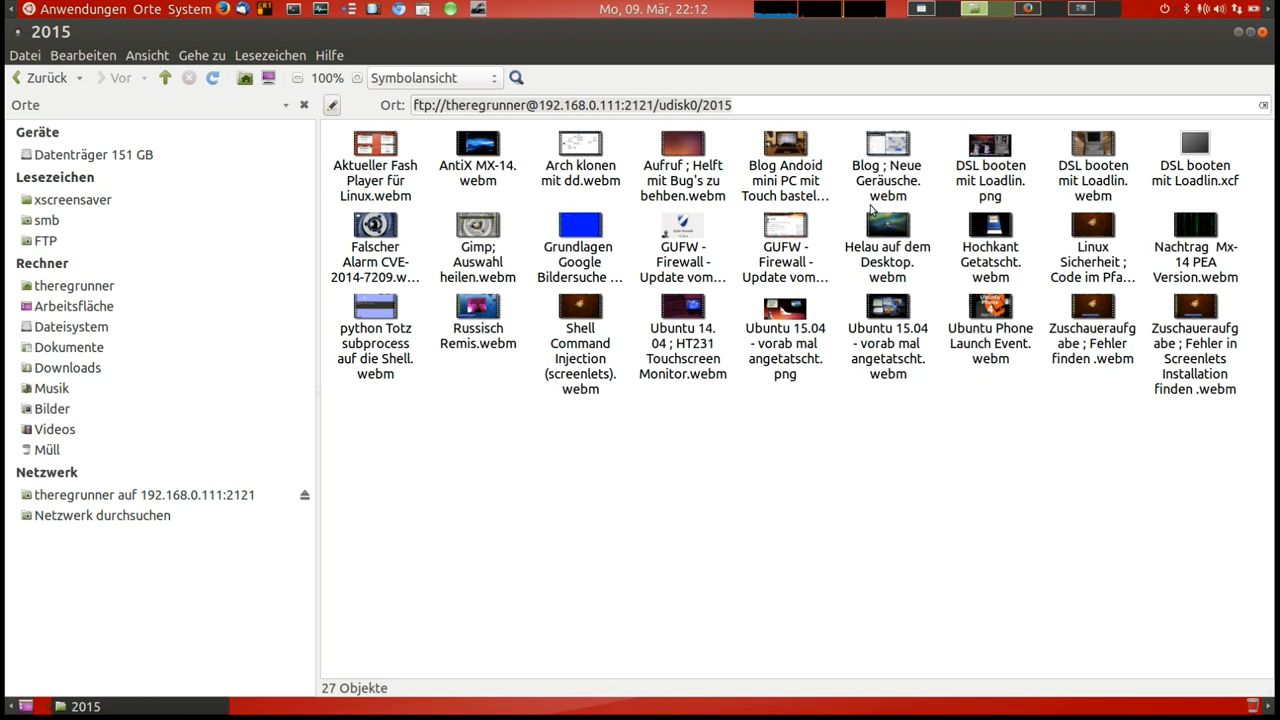 Anwendungen Orte System
Mo, 09. Mär, 22:12
2015
Datei Bearbeiten Ansicht Gehe zu Lesezeichen Hilfe
Zurück Vor 100% Symbolansicht
Orte
Ort: ftp://theregrunner@192.168.0.111:2121/udisk0/2015
Geräte
Datenträger 151 GB
Lesezeichen
xscreensaver
smb
FTP
Rechner
theregrunner
Arbeitsfläche
Dateisystem
Dokumente
Downloads
Musik
Bilder
Videos
Müll
Netzwerk
theregrunner auf 192.168.0.111:2121
Netzwerk durchsuchen
Aktueller Fash
Player für
Linux.webm
AntiX MX-14.
webm
Arch klonen
mit dd.webm
Aufruf ; Helft
mit Bug's zu
behben.webm
Blog Andoid
mini PC mit
Touch bastel...
Blog ; Neue
Geräusche.
webm
DSL booten
mit Loadlin.
png
DSL booten
mit Loadlin.
webm
DSL booten
mit Loadlin.xcf
Falscher
Alarm CVE-
2014-7209.w...
Gimp;
Auswahl
heilen.webm
Grundlagen
Google
Bildersuche ...
GUFW -
Firewall -
Update vom...
GUFW -
Firewall -
Update vom...
Helau auf dem
Desktop.
webm
Hochkant
Getatscht.
webm
Linux
Sicherheit ;
Code im Pfa...
Nachtrag Mx-
14 PEA
Version.webm
python Totz
subprocess
auf die Shell.
webm
Russisch
Remis.webm
Shell
Command
Injection
(screenlets).
webm
Ubuntu 14.
04 ; HT231
Touchscreen
Monitor.webm
Ubuntu 15.04
- vorab mal
angetatscht.
png
Ubuntu 15.04
- vorab mal
angetatscht.
webm
Ubuntu Phone
Launch Event.
webm
Zuschaueraufg
abe ; Fehler
finden .webm
Zuschaueraufg
abe ; Fehler in
Screenlets
Installation
finden .webm
27 Objekte
2015